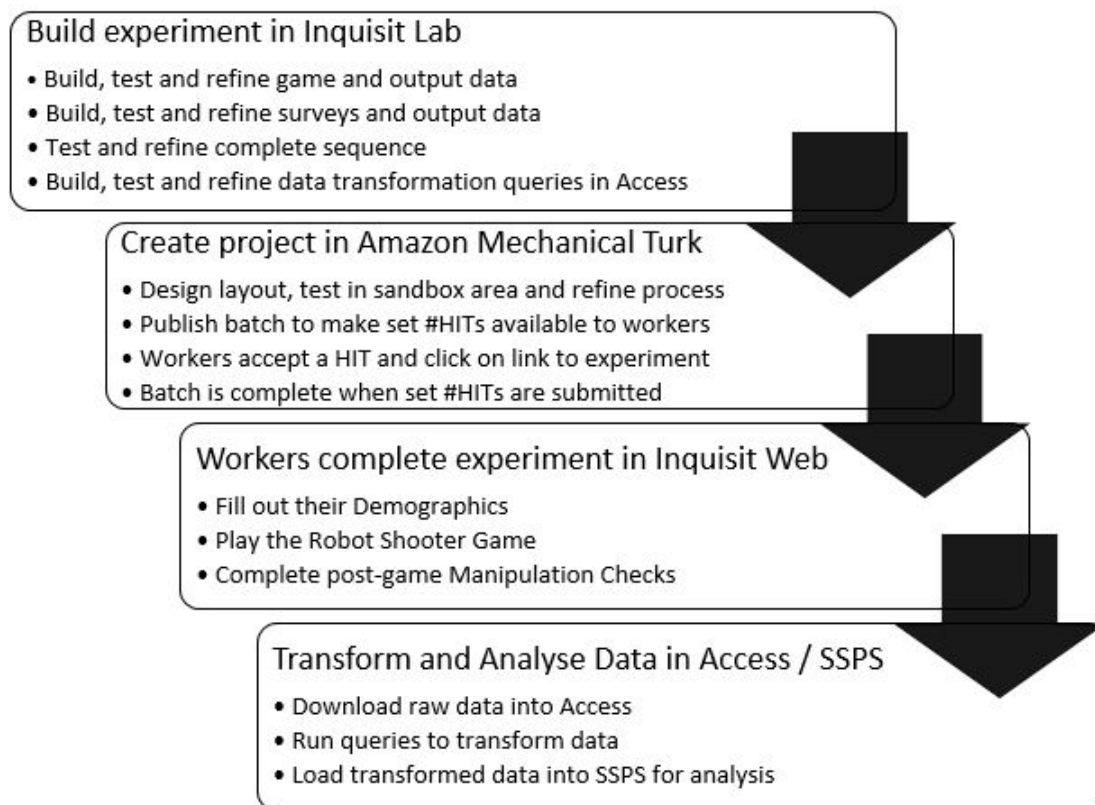 Build experiment in Inquisit Lab
• Build, test and refine game and output data
• Build, test and refine surveys and output data
• Test and refine complete sequence
• Build, test and refine data transformation queries in Access
Create project in Amazon Mechanical Turk
• Design layout, test in sandbox area and refine process
• Publish batch to make set #HITs available to workers
• Workers accept a HIT and click on link to experiment
• Batch is complete when set #HITs are submitted
Workers complete experiment in Inquisit Web
• Fill out their Demographics
• Play the Robot Shooter Game
• Complete post-game Manipulation Checks
Transform and Analyse Data in Access / SSPS
• Download raw data into Access
• Run queries to transform data
• Load transformed data into SSPS for analysis